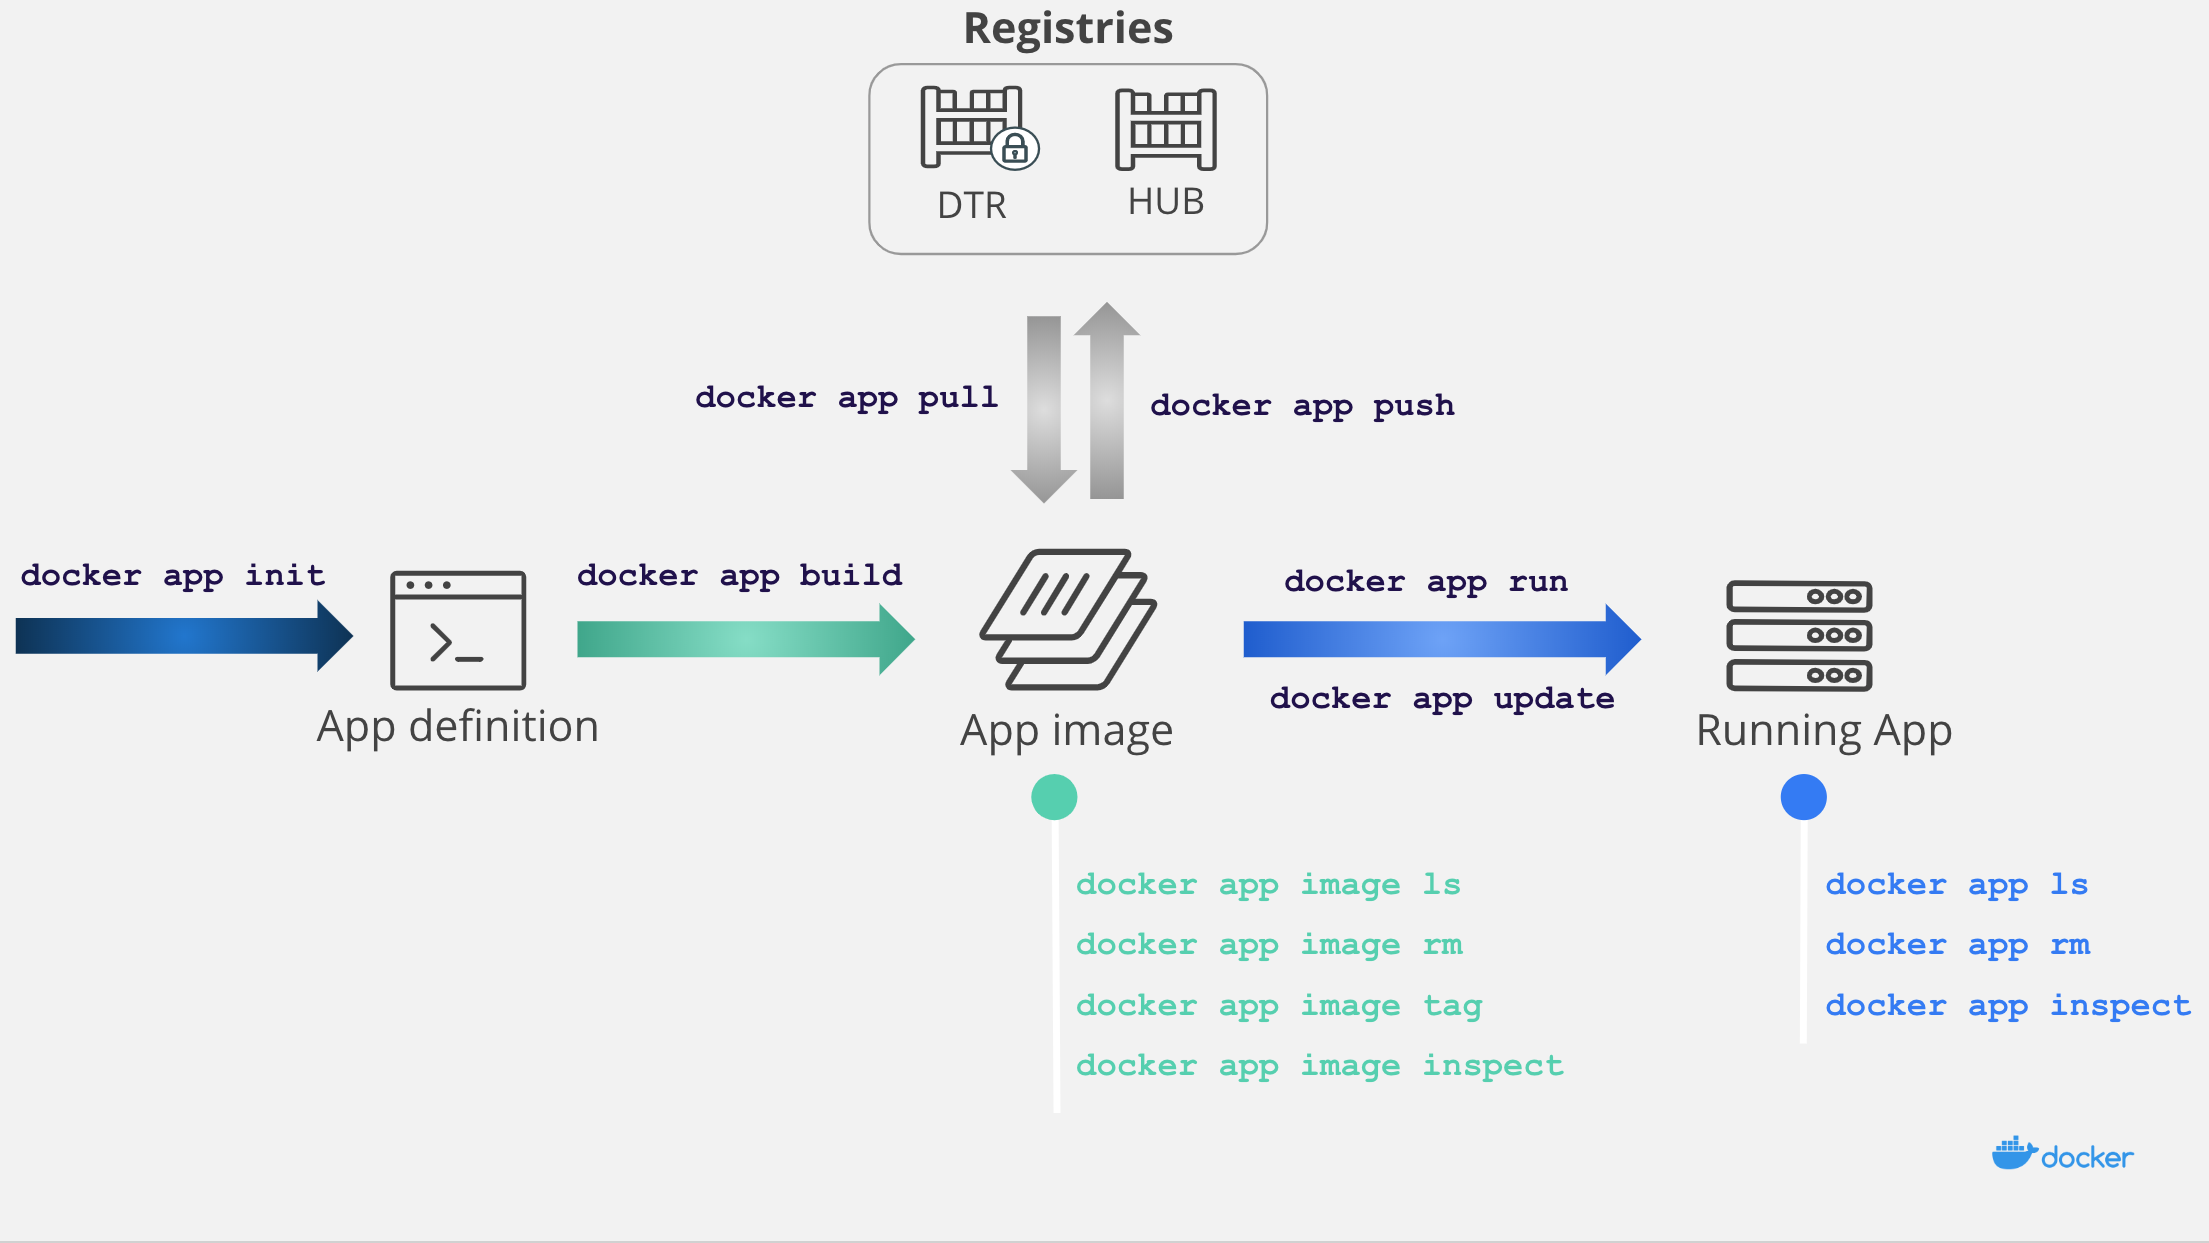 Registries
DTR
HUB
docker app pull
docker app push
docker app init
docker app build
docker app run
docker app update
App definition
App image
Running App
docker app image ls
docker app image rm
docker app image tag
docker app image inspect
docker app ls
docker app rm
docker app inspect
docker